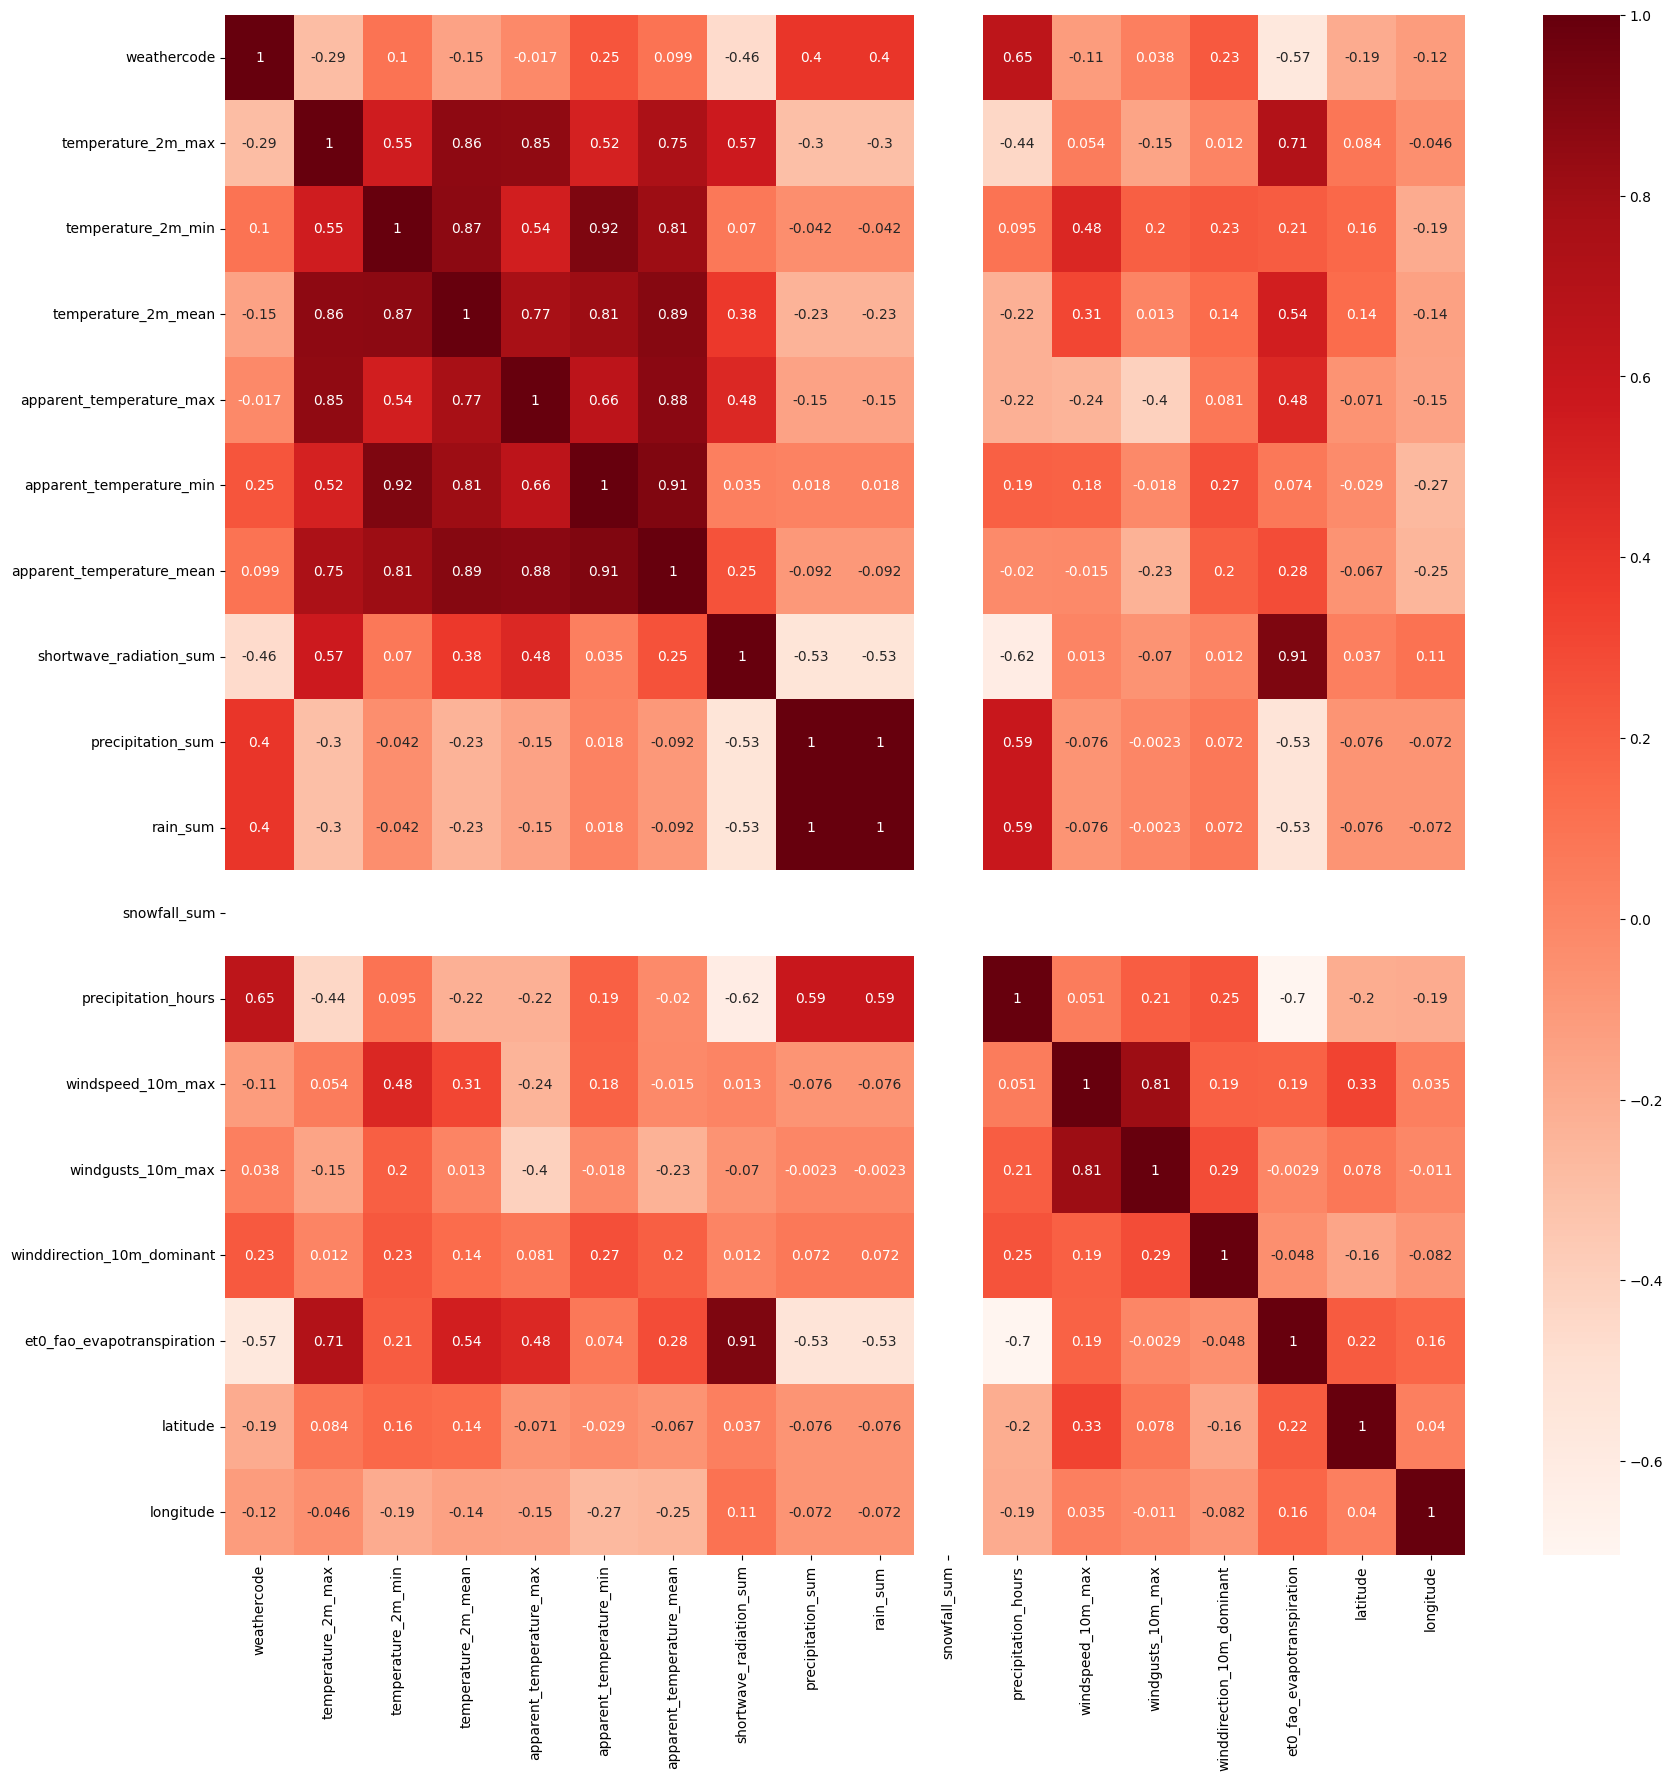 weathercode 1 -0.29 0.1 -0.15 -0.017 0.25 0.099 -0.46 0.4 0.4 0.65 -0.11 0.038 0.23 -0.57 -0.19 -0.12
temperature_2m_max -0.29 1 0.55 0.86 0.85 0.52 0.75 0.57 -0.3 -0.3 -0.44 0.054 -0.15 0.012 0.71 0.084 -0.046
temperature_2m_min 0.1 0.55 1 0.87 0.54 0.92 0.81 0.07 -0.042 -0.042 0.095 0.48 0.2 0.23 0.21 0.16 -0.19
temperature_2m_mean -0.15 0.86 0.87 1 0.77 0.81 0.89 0.38 -0.23 -0.23 -0.22 0.31 0.013 0.14 0.54 0.14 -0.14
apparent_temperature_max -0.017 0.85 0.54 0.77 1 0.66 0.88 0.48 -0.15 -0.15 -0.22 -0.24 -0.4 0.081 0.48 -0.071 -0.15
apparent_temperature_min 0.25 0.52 0.92 0.81 0.66 1 0.91 0.035 0.018 0.018 0.19 0.18 -0.018 0.27 0.074 -0.029 -0.27
apparent_temperature_mean 0.099 0.75 0.81 0.89 0.88 0.91 1 0.25 -0.092 -0.092 -0.02 -0.015 -0.23 0.2 0.28 -0.067 -0.25
shortwave_radiation_sum -0.46 0.57 0.07 0.38 0.48 0.035 0.25 1 -0.53 -0.53 -0.62 0.013 -0.07 0.012 0.91 0.037 0.11
precipitation_sum 0.4 -0.3 -0.042 -0.23 -0.15 0.018 -0.092 -0.53 1 1 0.59 -0.076 -0.0023 0.072 -0.53 -0.076 -0.072
rain_sum 0.4 -0.3 -0.042 -0.23 -0.15 0.018 -0.092 -0.53 1 1 0.59 -0.076 -0.0023 0.072 -0.53 -0.076 -0.072
snowfall_sum
precipitation_hours 0.65 -0.44 0.095 -0.22 -0.22 0.19 -0.02 -0.62 0.59 0.59 1 0.051 0.21 0.25 -0.7 -0.2 -0.19
windspeed_10m_max -0.11 0.054 0.48 0.31 -0.24 0.18 -0.015 0.013 -0.076 -0.076 0.051 1 0.81 0.19 0.19 0.33 0.035
windgusts_10m_max 0.038 -0.15 0.2 0.013 -0.4 -0.018 -0.23 -0.07 -0.0023 -0.0023 0.21 0.81 1 0.29 -0.0029 0.078 -0.011
winddirection_10m_dominant 0.23 0.012 0.23 0.14 0.081 0.27 0.2 0.012 0.072 0.072 0.25 0.19 0.29 1 -0.048 -0.16 -0.082
et0_fao_evapotranspiration -0.57 0.71 0.21 0.54 0.48 0.074 0.28 0.91 -0.53 -0.53 -0.7 0.19 -0.0029 -0.048 1 0.22 0.16
latitude -0.19 0.084 0.16 0.14 -0.071 -0.029 -0.067 0.037 -0.076 -0.076 -0.2 0.33 0.078 -0.16 0.22 1 0.04
longitude -0.12 -0.046 -0.19 -0.14 -0.15 -0.27 -0.25 0.11 -0.072 -0.072 -0.19 0.035 -0.011 -0.082 0.16 0.04 1
weathercode
temperature_2m_max
temperature_2m_min
temperature_2m_mean
apparent_temperature_max
apparent_temperature_min
apparent_temperature_mean
shortwave_radiation_sum
precipitation_sum
rain_sum
snowfall_sum
precipitation_hours
windspeed_10m_max
windgusts_10m_max
winddirection_10m_dominant
et0_fao_evapotranspiration
latitude
longitude
1.0
0.8
0.6
0.4
0.2
0.0
−0.2
−0.4
−0.6